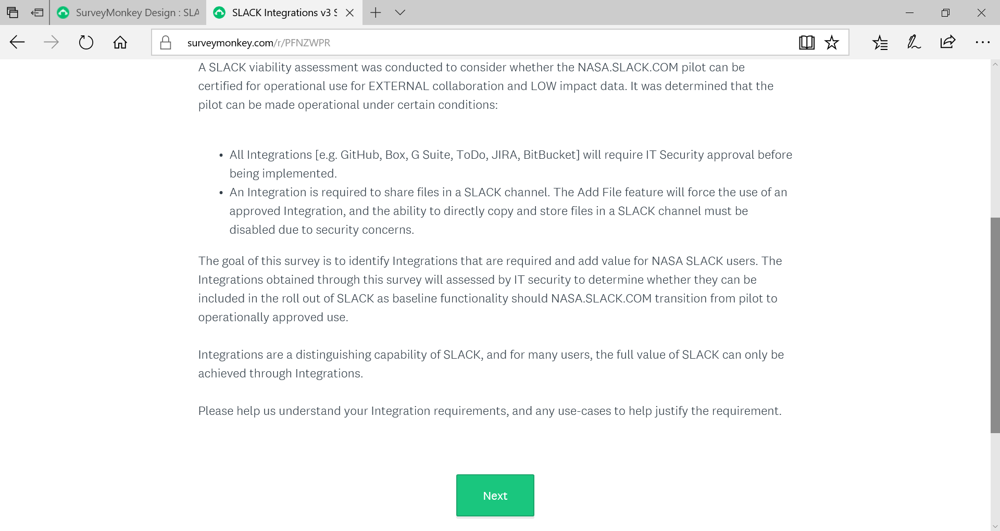 SurveyMonkey Design : SLA
SLACK Integrations v3 S
surveymonkey.com/r/PFNZWPR
A SLACK viability assessment was conducted to consider whether the NASA.SLACK.COM pilot can be
certified for operational use for EXTERNAL collaboration and LOW impact data. It was determined that the
pilot can be made operational under certain conditions:
• All Integrations [e.g. GitHub, Box, G Suite, ToDo, JIRA, BitBucket] will require IT Security approval before
being implemented.
• An Integration is required to share files in a SLACK channel. The Add File feature will force the use of an
approved Integration, and the ability to directly copy and store files in a SLACK channel must be
disabled due to security concerns.
The goal of this survey is to identify Integrations that are required and add value for NASA SLACK users. The
Integrations obtained through this survey will assessed by IT security to determine whether they can be
included in the roll out of SLACK as baseline functionality should NASA.SLACK.COM transition from pilot to
operationally approved use.
Integrations are a distinguishing capability of SLACK, and for many users, the full value of SLACK can only be
achieved through Integrations.
Please help us understand your Integration requirements, and any use-cases to help justify the requirement.
Next